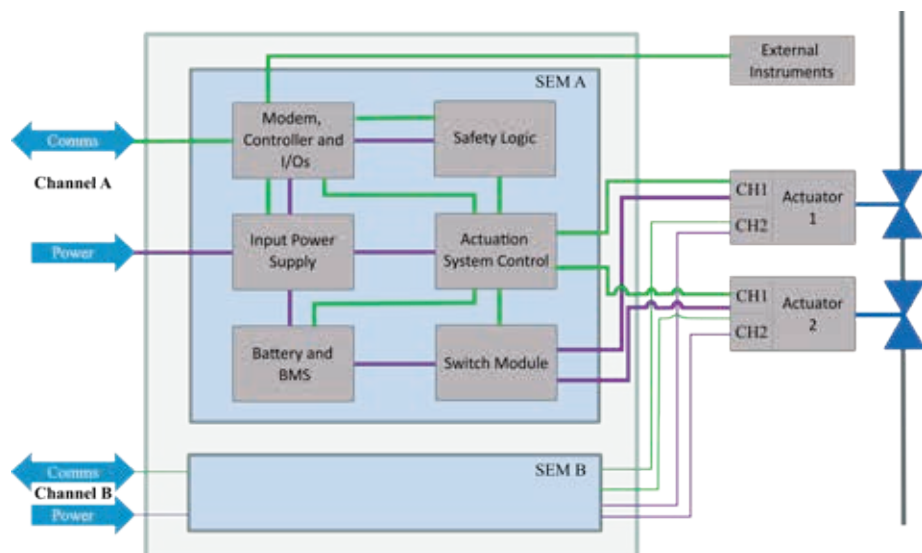 External
Instruments
SEM A
Modem,
Controller and
I/Os
Safety Logic
Comms
Channel A
Power
Input Power
Supply
Actuation
System Control
CH1
CH2
Actuator
1
CH1
CH2
Actuator
2
Battery and
BMS
Switch Module
SEM B
Comms
Channel B
Power